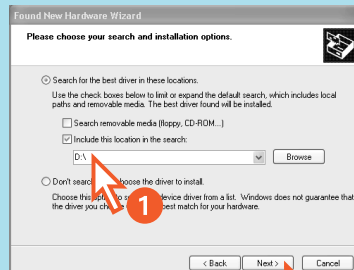 Found New Hardware Wizard
Please choose your search and installation options.
Search for the best driver in these locations.
Use the check boxes below to limit or expand the default search, which includes local
paths and removable media. The best driver found will be installed.
Search removable media (floppy, CD-ROM...)
Include this location in the search:
D:\
Browse
Don't search choose the driver to install.
Choose this device driver from a list. Windows does not guarantee that
the driver you best match for your hardware.
1
< Back
Next >
Cancel